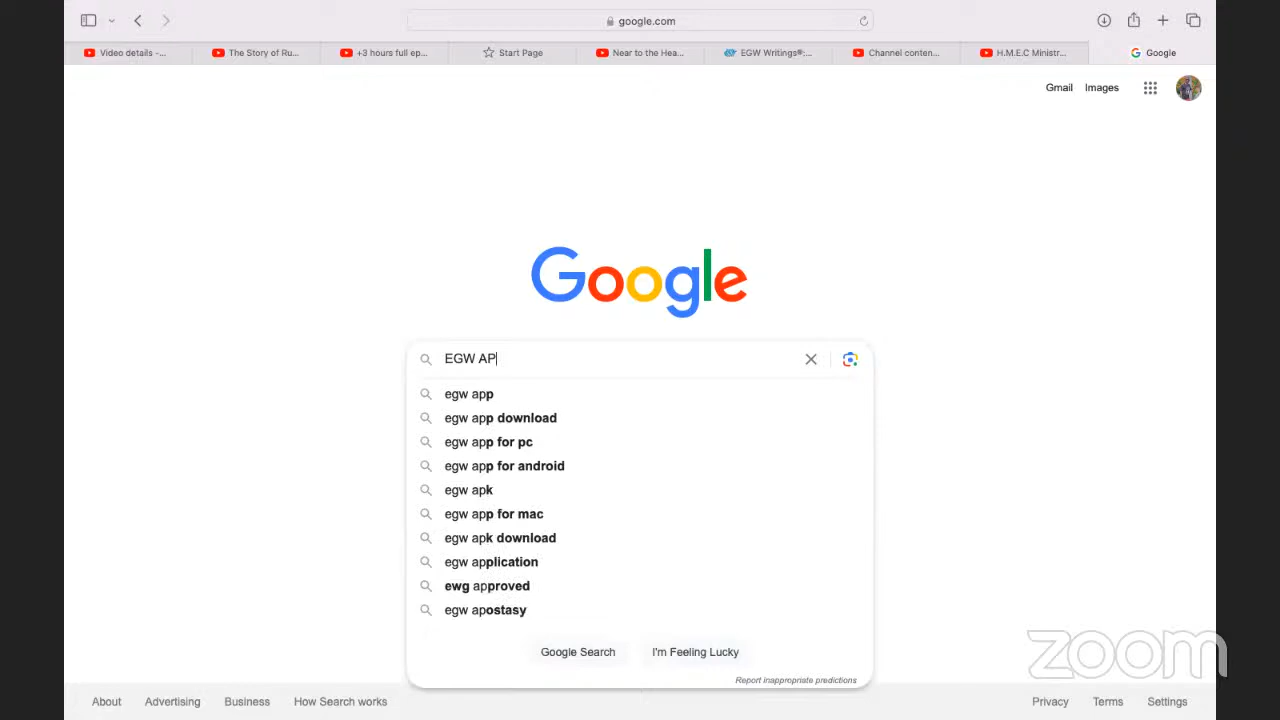 google.com
Video details -...
The Story of Ru...
+3 hours full ep...
Start Page
Near to the Hea...
EGW Writings®:...
Channel conten...
H.M.E.C Ministr...
Google
Gmail Images
Google
EGW AP
egw app
egw app download
egw app for pc
egw app for android
egw apk
egw app for mac
egw apk download
egw application
ewg approved
egw apostasy
Google Search I'm Feeling Lucky
Report inappropriate predictions
zoom
About Advertising Business How Search works Privacy Terms Settings